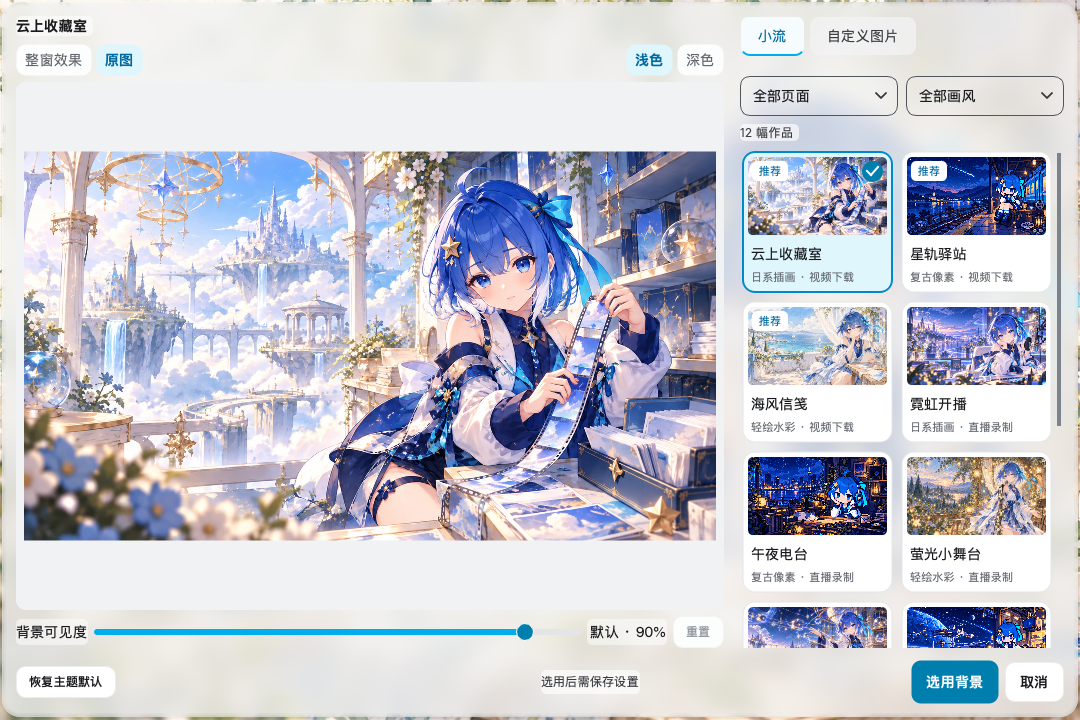 云上收藏室
整窗效果 原图 浅色 深色
小流 自定义图片
全部页面 全部画风
12 幅作品
推荐 推荐
云上收藏室 星轨驿站
日系插画 · 视频下载 复古像素 · 视频下载
推荐
海风信笺 霓虹开播
轻绘水彩 · 视频下载 日系插画 · 直播录制
午夜电台 萤光小舞台
复古像素 · 直播录制 轻绘水彩 · 直播录制
背景可见度 默认 · 90% 重置
恢复主题默认 选用后需保存设置 选用背景 取消